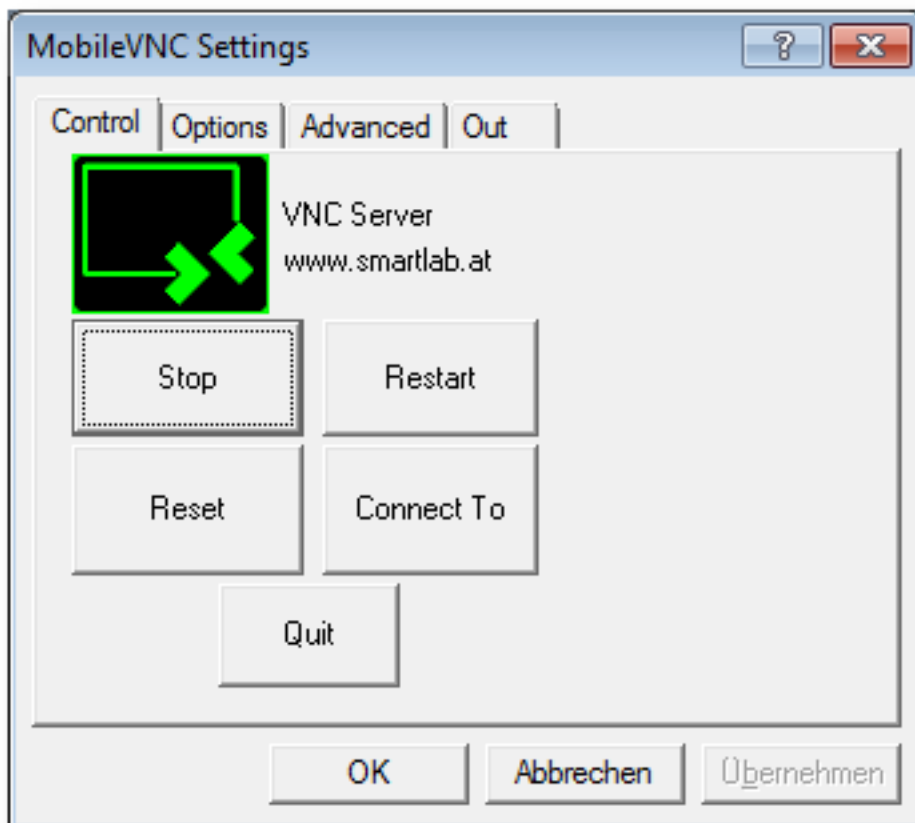 MobileVNC Settings ?
Control Options Advanced Out
VNC Server
www.smartlab.at
Stop Restart
Reset Connect To
Quit
OK Abbrechen Übernehmen